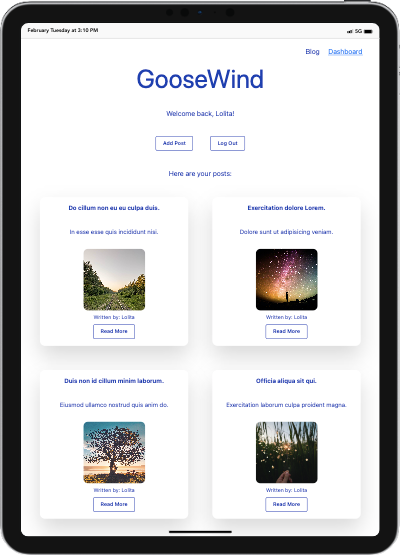 February Tuesday at 3:10 PM
5G
Blog Dashboard
GooseWind
Welcome back, Lolita!
Add Post Log Out
Here are your posts:
Do cillum non eu eu culpa duis.
In esse esse quis incididunt nisi.
Written by: Lolita
Read More
Exercitation dolore Lorem.
Dolore sunt ut adipisicing veniam.
Written by: Lolita
Read More
Duis non id cillum minim laborum.
Eiusmod ullamco nostrud quis anim do.
Written by: Lolita
Read More
Officia aliqua sit qui.
Exercitation laborum culpa proident magna.
Written by: Lolita
Read More